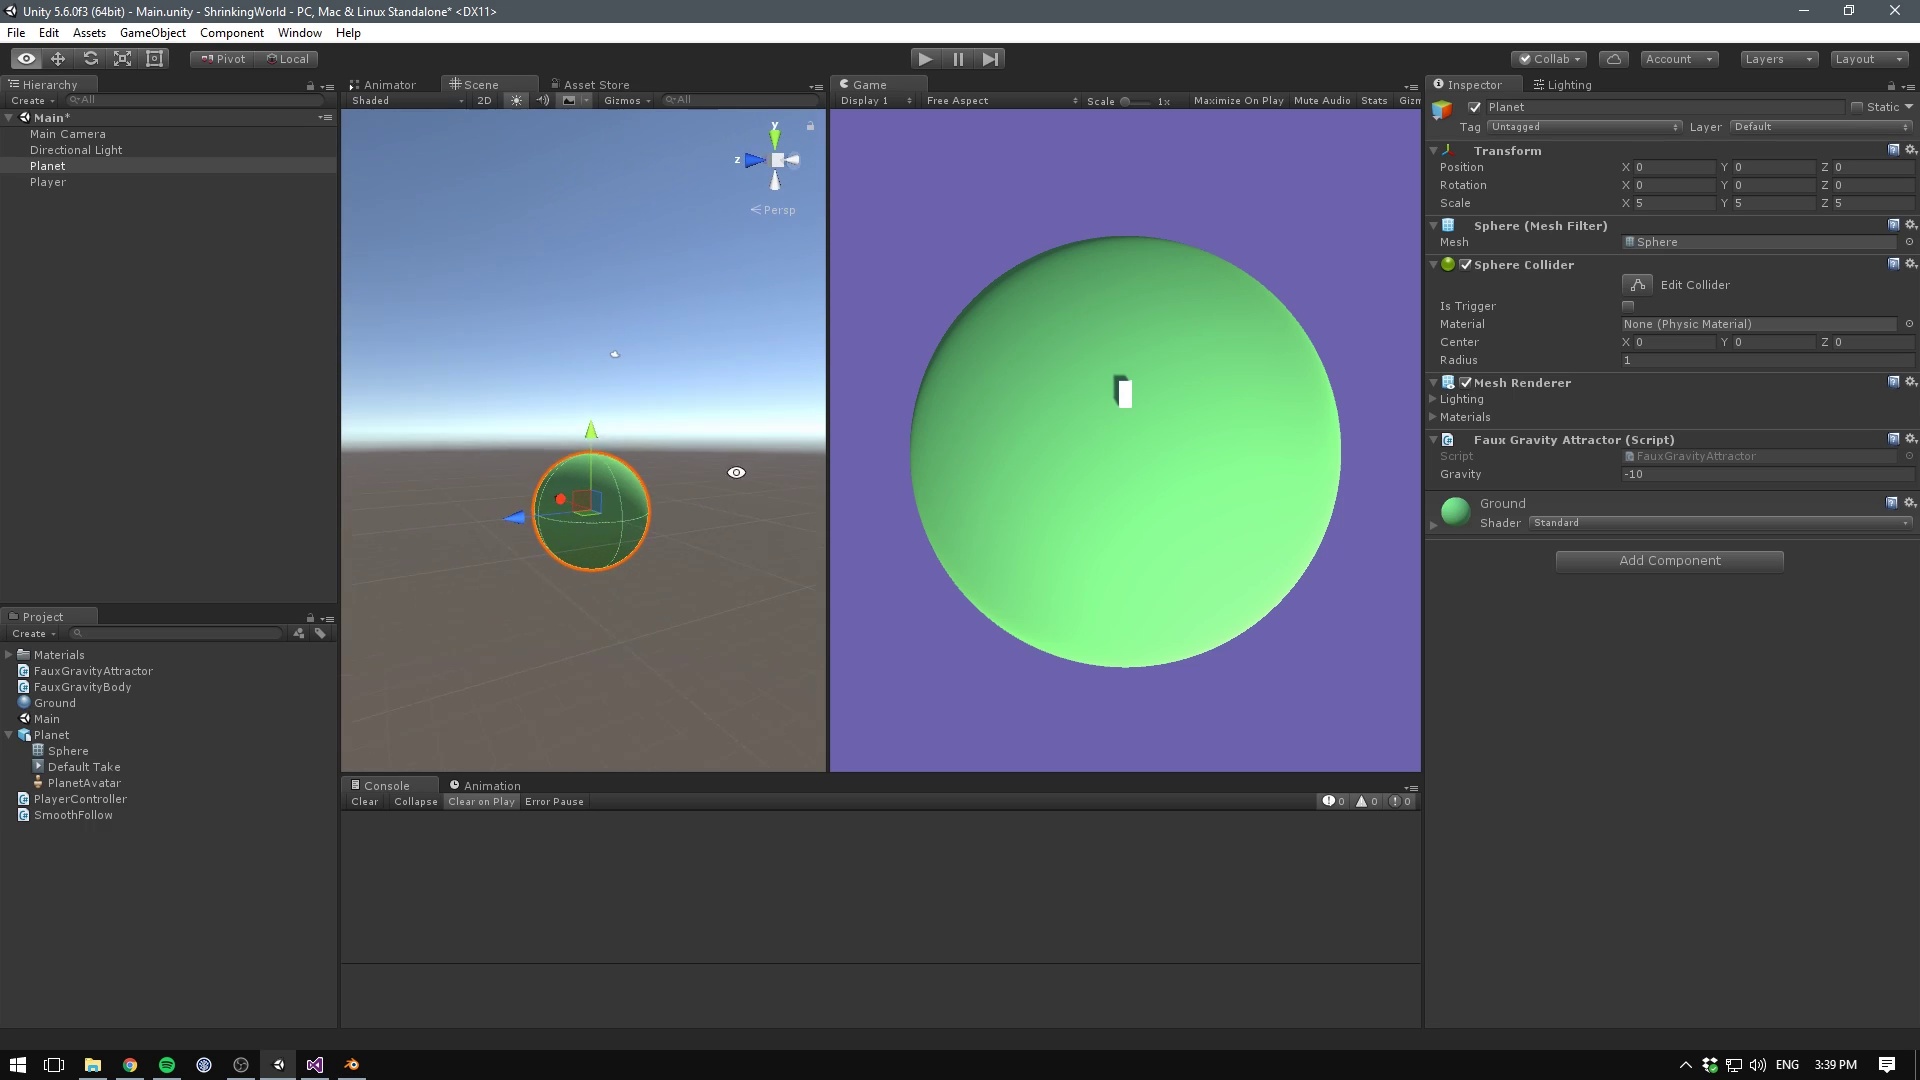 Unity 5.6.0f3 (64bit) - Main.unity - ShrinkingWorld - PC, Mac & Linux Standalone* <DX11>
File Edit Assets GameObject Component Window Help
Pivot Local
Collab Account Layers Layout
Hierarchy
Create All
Main*
Main Camera
Directional Light
Planet
Player
Project
Create
Materials
FauxGravityAttractor
FauxGravityBody
Ground
Main
Planet
Sphere
Default Take
PlanetAvatar
PlayerController
SmoothFollow
Animator Scene Asset Store
Shaded 2D Gizmos All
y
z
Persp
Game
Display 1 Free Aspect Scale 1x Maximize On Play Mute Audio Stats Gizm
Console Animation
Clear Collapse Clear on Play Error Pause 0 0 0
Inspector Lighting
Planet Static
Tag Untagged Layer Default
Transform
Position X 0 Y 0 Z 0
Rotation X 0 Y 0 Z 0
Scale X 5 Y 5 Z 5
Sphere (Mesh Filter)
Mesh Sphere
Sphere Collider
Edit Collider
Is Trigger
Material None (Physic Material)
Center X 0 Y 0 Z 0
Radius 1
Mesh Renderer
Lighting
Materials
Faux Gravity Attractor (Script)
Script FauxGravityAttractor
Gravity -10
Ground
Shader Standard
Add Component
ENG 3:39 PM